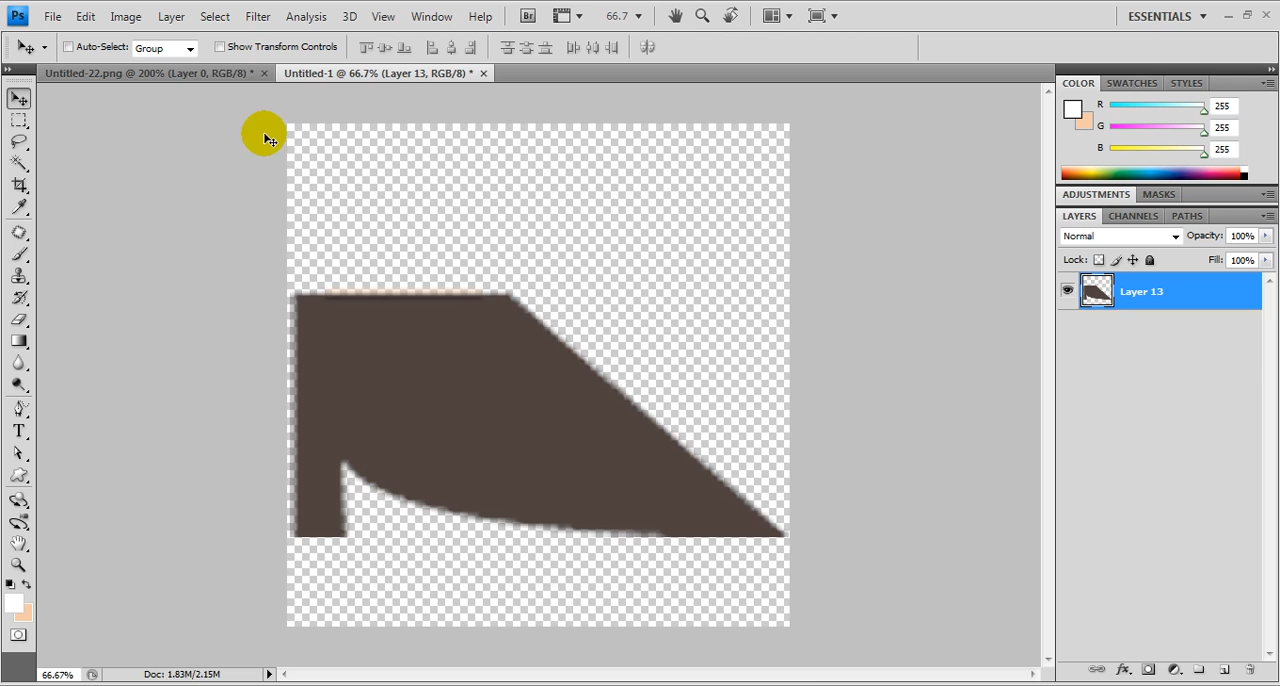 Ps File Edit Image Layer Select Filter Analysis 3D View Window Help Br 66.7 ESSENTIALS
Auto-Select: Group Show Transform Controls
Untitled-22.png @ 200% (Layer 0, RGB/8) * Untitled-1 @ 66.7% (Layer 13, RGB/8) *
COLOR SWATCHES STYLES
R 255
G 255
B 255
ADJUSTMENTS MASKS
LAYERS CHANNELS PATHS
Normal Opacity: 100%
Lock: Fill: 100%
Layer 13
T
66.67% Doc: 1.83M/2.15M
fx